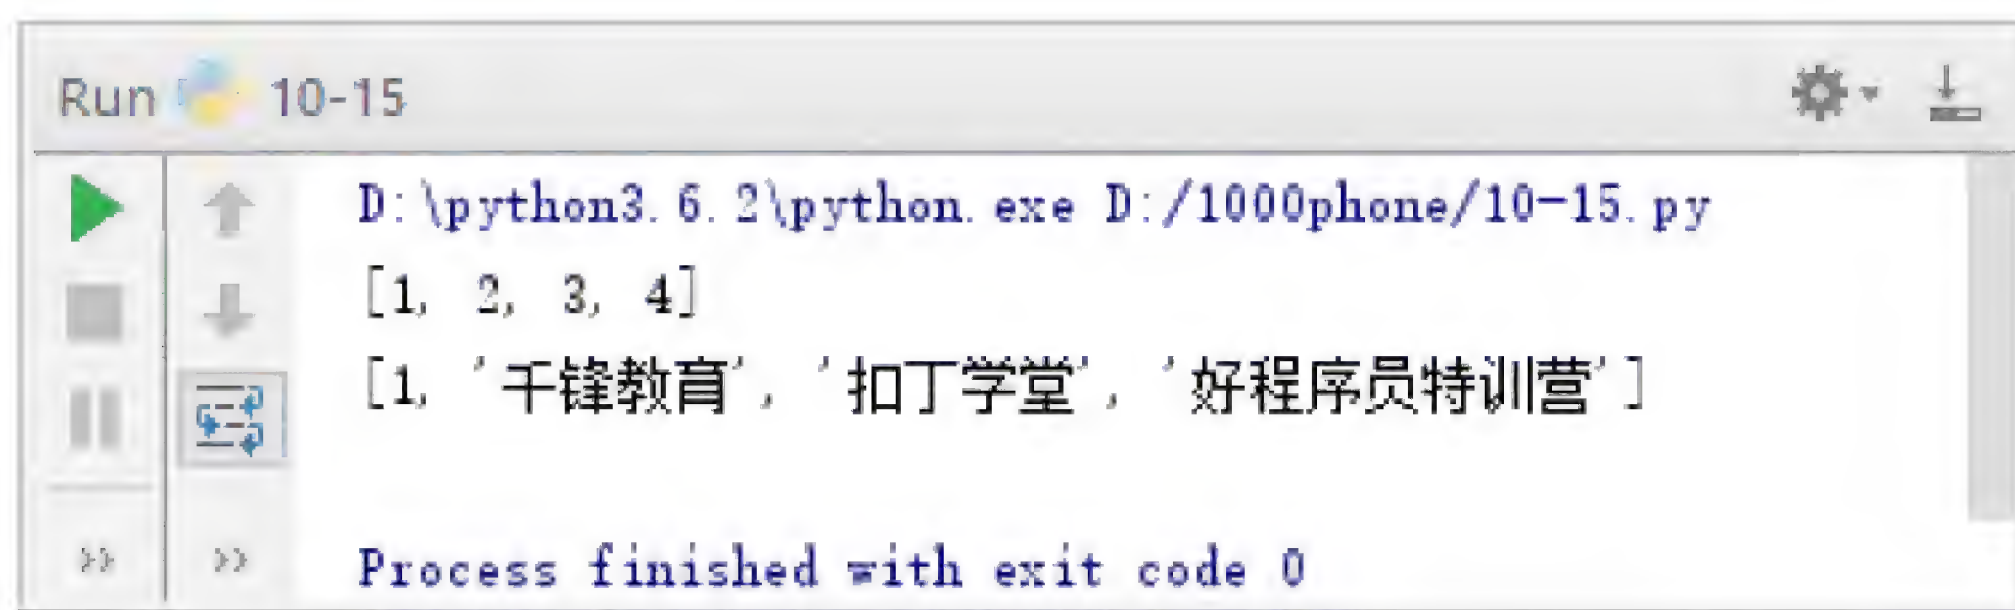 Run 10-15
D:\python3.6.2\python.exe D:/1000phone/10-15.py
[1, 2, 3, 4]
[1, '千锋教育', '扣丁学堂', '好程序员特训营']
Process finished with exit code 0